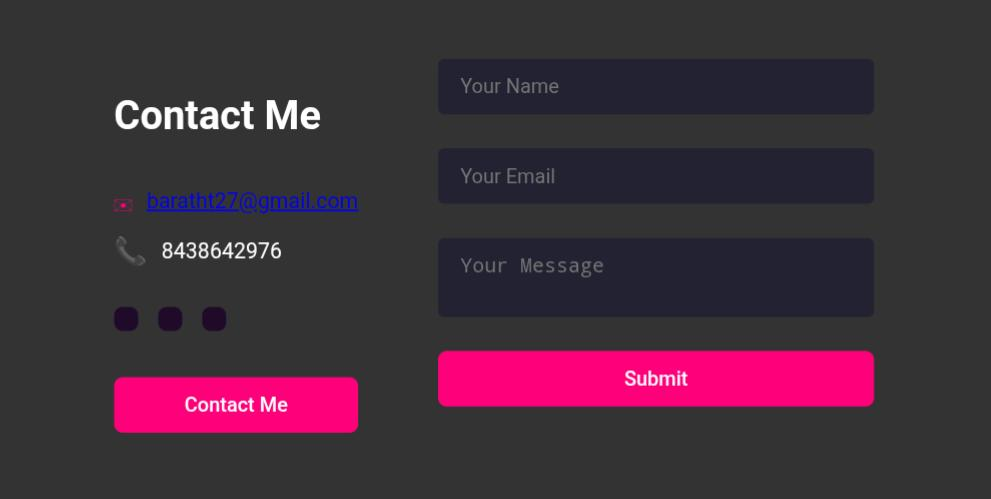 Contact Me
baratht27@gmail.com
8438642976
Contact Me
Your Name
Your Email
Your Message
Submit